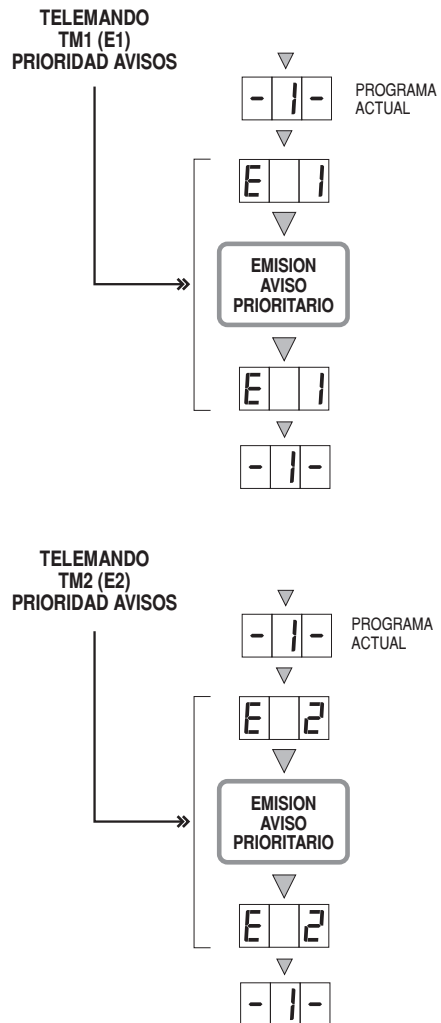 TELEMANDO
TM1 (E1)
PRIORIDAD AVISOS
- 1 -
PROGRAMA
ACTUAL
E 1
EMISION
AVISO
PRIORITARIO
E 1
- 1 -
TELEMANDO
TM2 (E2)
PRIORIDAD AVISOS
- 1 -
PROGRAMA
ACTUAL
E 2
EMISION
AVISO
PRIORITARIO
E 2
- 1 -